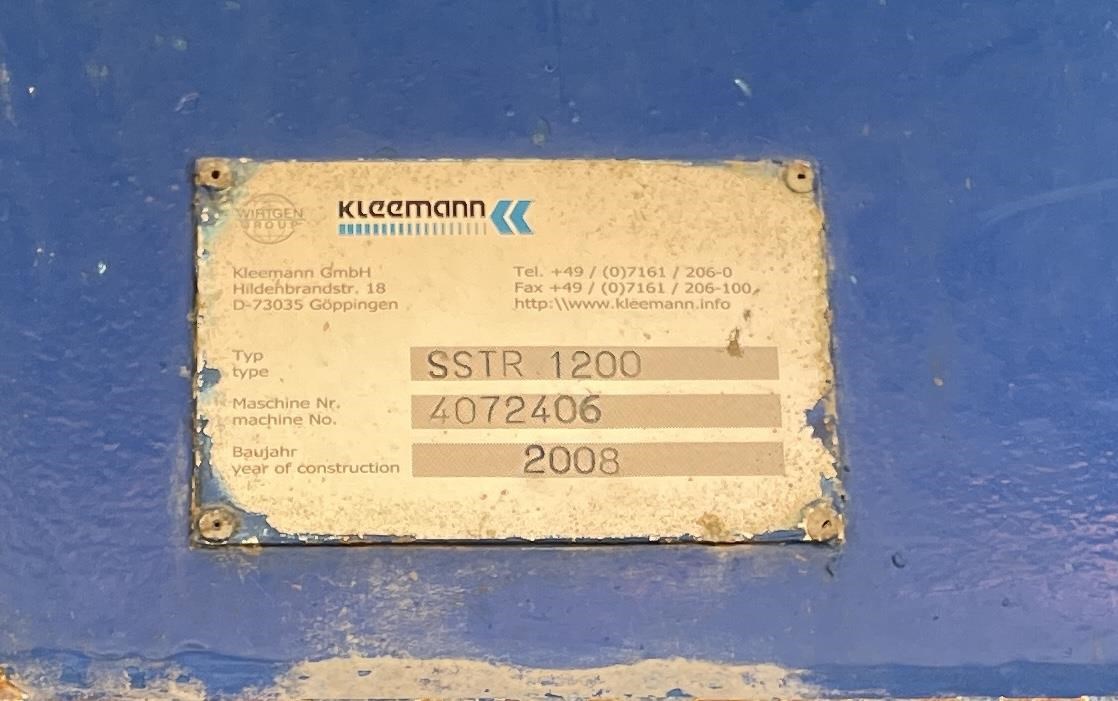 WIRTGEN
GROUP
Kleemann
Kleemann GmbH
Hildenbrandstr. 18
D-73035 Göppingen
Tel. +49 / (0)7161 / 206-0
Fax +49 / (0)7161 / 206-100
http:\\www.kleemann.info
Typ
type
SSTR 1200
Maschine Nr.
machine No.
4072406
Baujahr
year of construction
2008